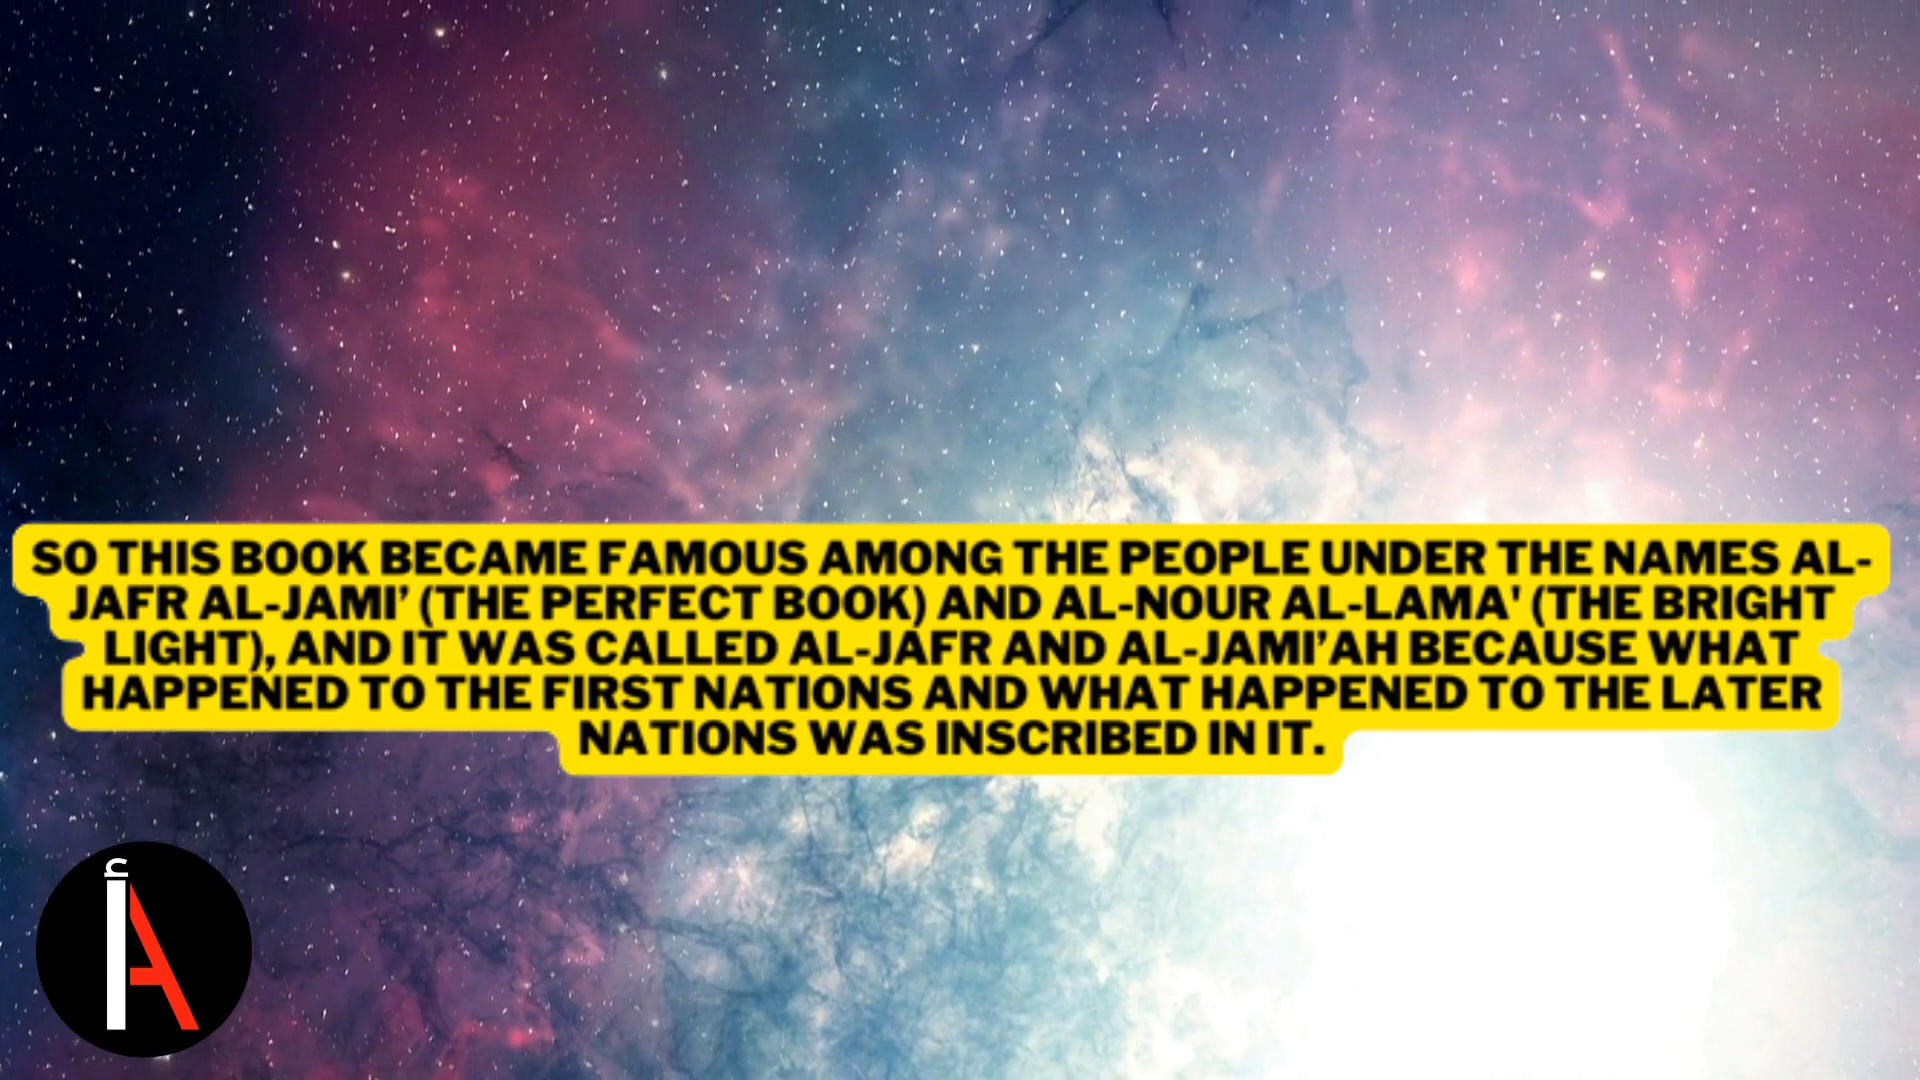 SO THIS BOOK BECAME FAMOUS AMONG THE PEOPLE UNDER THE NAMES AL-
JAFR AL-JAMI’ (THE PERFECT BOOK) AND AL-NOUR AL-LAMA' (THE BRIGHT
LIGHT), AND IT WAS CALLED AL-JAFR AND AL-JAMI’AH BECAUSE WHAT
HAPPENED TO THE FIRST NATIONS AND WHAT HAPPENED TO THE LATER
NATIONS WAS INSCRIBED IN IT.
أA